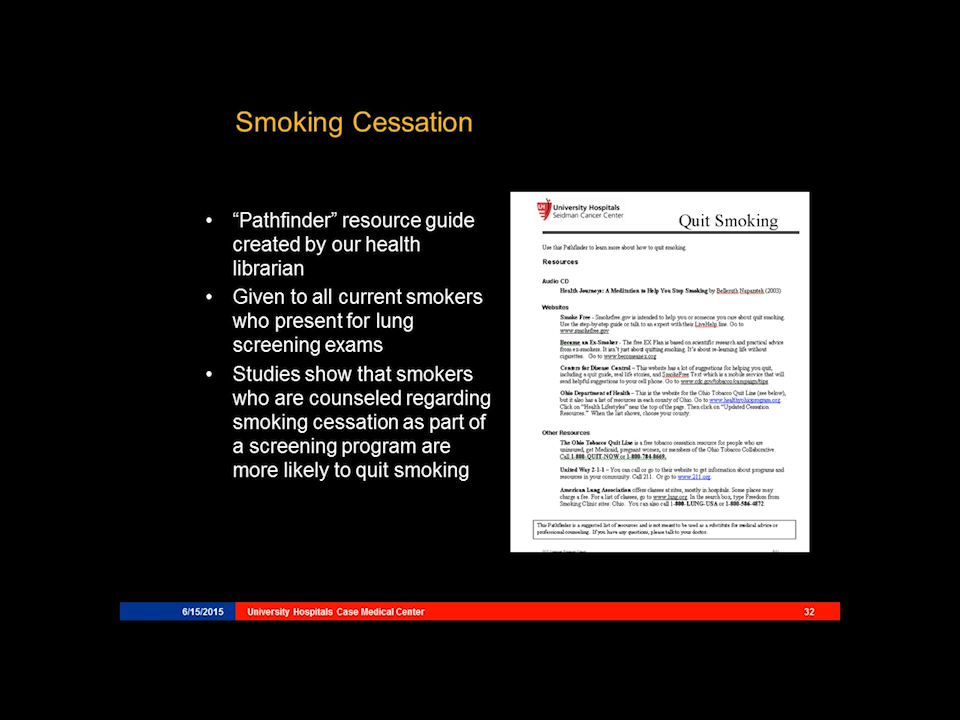 Smoking Cessation
• “Pathfinder” resource guide
created by our health
librarian
• Given to all current smokers
who present for lung
screening exams
• Studies show that smokers
who are counseled regarding
smoking cessation as part of
a screening program are
more likely to quit smoking
University Hospitals
Seidman Cancer Center
Quit Smoking
Use this Pathfinder to learn more about how to quit smoking.
Resources
Audio CD
Health Journeys: A Meditation to Help You Stop Smoking by Belleruth Naparstek (2003)
Websites
Smoke Free - Smokefree.gov is intended to help you or someone you care about quit smoking.
Use the step-by-step guide or talk to an expert with their LiveHelp line. Go to
www.smokefree.gov
Become an Ex-Smoker - The free EX Plan is based on scientific research and practical advice
from ex-smokers. It isn't just about quitting smoking. It's about re-learning life without
cigarettes. Go to www.becomeanex.org
Centers for Disease Control – This website has a lot of suggestions for helping you quit,
including a quit guide, real life stories, and SmokeFree Text which is a mobile service that will
send helpful suggestions to your cell phone. Go to www.cdc.gov/tobacco/campaign/tips
Ohio Department of Health – This is the website for the Ohio Tobacco Quit Line (see below),
but it also has a list of resources in each county of Ohio. Go to www.healthyohioprogram.org.
Click on “Health Lifestyles” near the top of the page. Then click on “Updated Cessation
Resources.” When the list shows, choose your county.
Other Resources
The Ohio Tobacco Quit Line is a free tobacco cessation resource for people who are
uninsured, get Medicaid, pregnant women, or members of the Ohio Tobacco Collaborative.
Call 1-800-QUIT-NOW or 1-800-784-8669.
United Way 2-1-1 – You can call or go to their website to get information about programs and
resources in your community. Call 211. Or go to www.211.org.
American Lung Association offers classes at sites, mostly in hospitals. Some places may
charge a fee. For a list of classes, go to www.lung.org. In the search box, type Freedom from
Smoking Clinic sites: Ohio. You can also call 1-800-LUNG-USA or 1-800-586-4872.
This Pathfinder is a suggested list of resources and is not meant to be used as a substitute for medical advice or
professional counseling. If you have any questions, please talk to your doctor.
6/15/2015
University Hospitals Case Medical Center
32